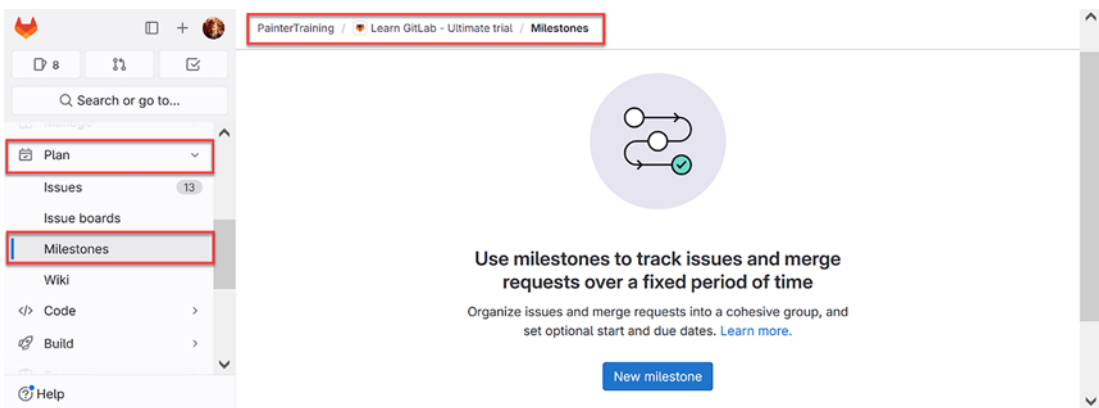 PainterTraining / Learn GitLab - Ultimate trial / Milestones
8
Search or go to...
Manage
Plan
Issues 13
Issue boards
Milestones
Wiki
</> Code
Build
Help
Use milestones to track issues and merge
requests over a fixed period of time
Organize issues and merge requests into a cohesive group, and
set optional start and due dates. Learn more.
New milestone